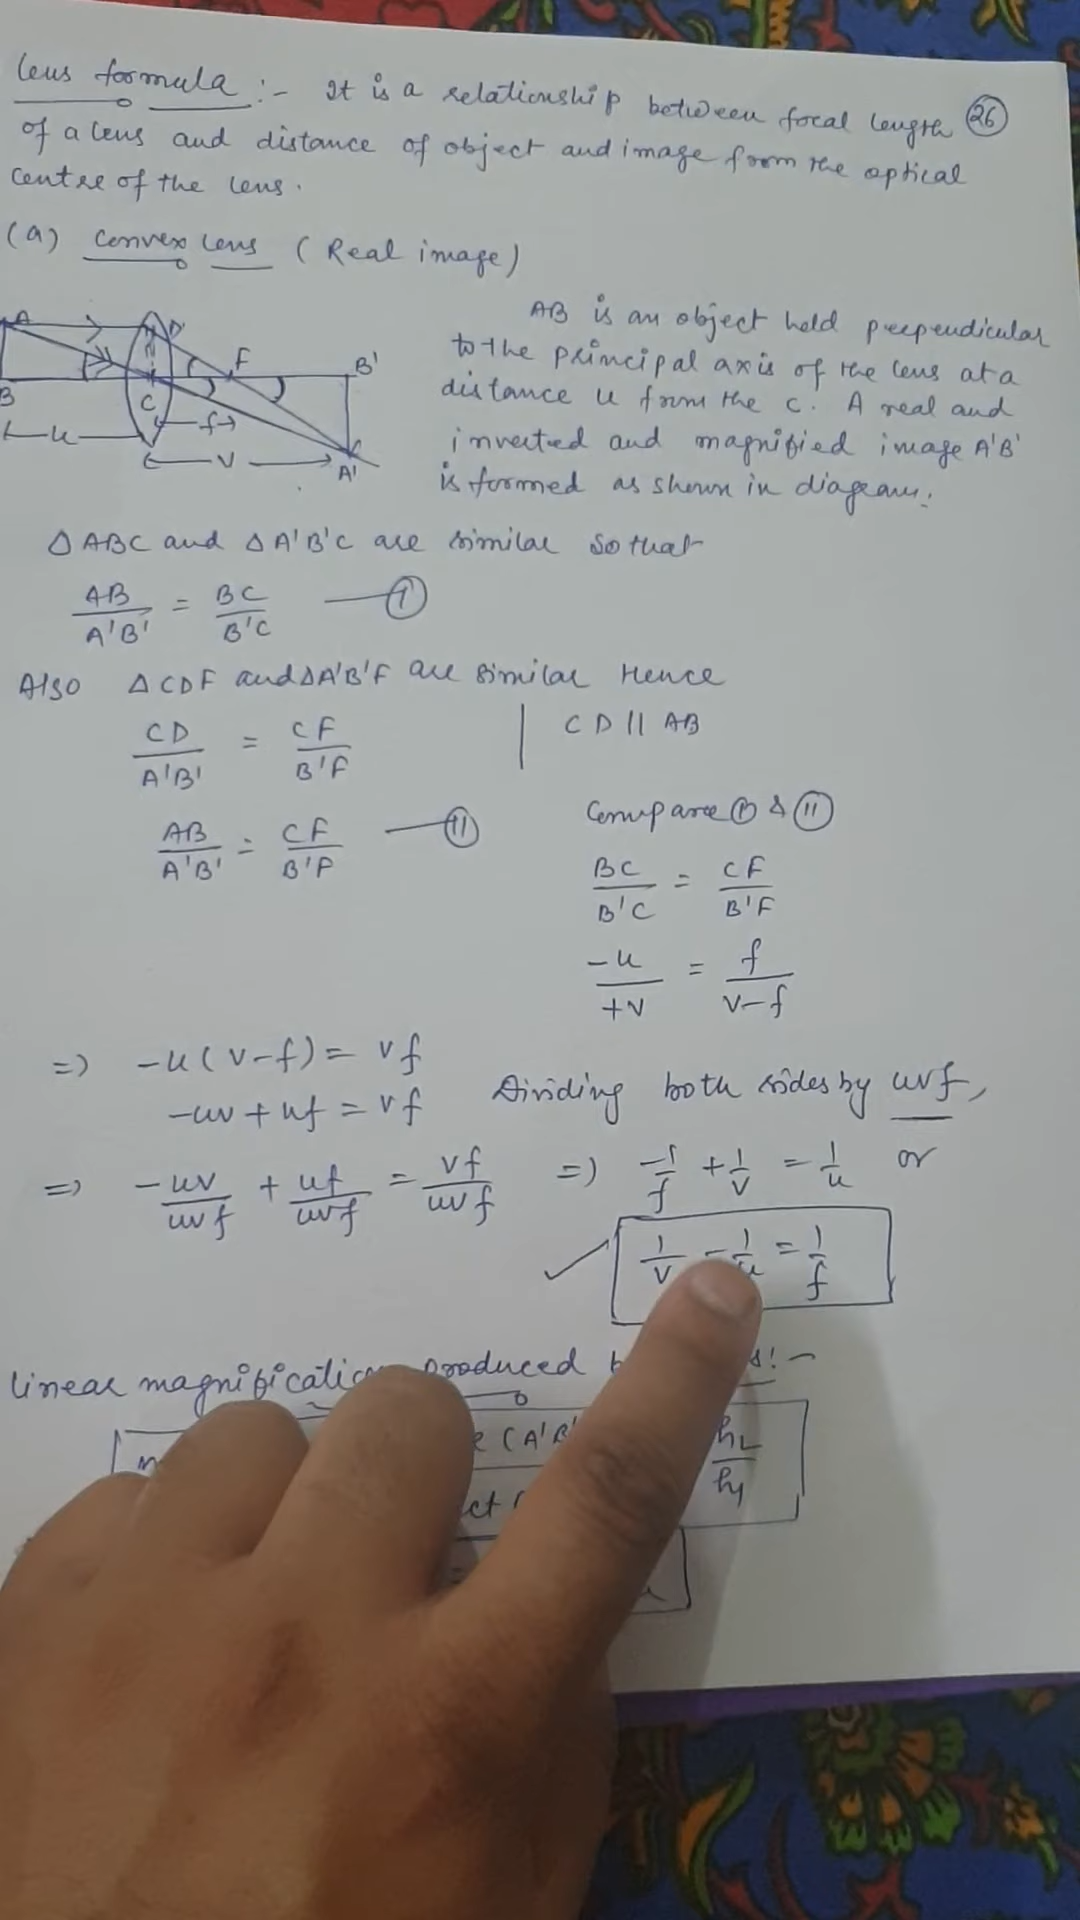 Lens formula :- It is a relationship between focal length 26
of a lens and distance of object and image from the optical
centre of the lens.
(a) Convex lens ( Real image )
AB is an object held perpendicular
to the principal axis of the lens at a
distance u from the c. A real and
inverted and magnified image A'B'
is formed as shown in diagram.
A D F B'
B C
u f
v A'
Δ ABC and Δ A'B'C are similar so that
AB/A'B' = BC/B'C — I
Also Δ CDF and Δ A'B'F are similar Hence
CD/A'B' = CF/B'F | CD || AB
AB/A'B' = CF/B'F — II
Compare I & II
BC/B'C = CF/B'F
-u/+v = f/v-f
=> -u(v-f) = vf
-uv + uf = vf Dividing both sides by uvf,
=> -uv/uvf + uf/uvf = vf/uvf => -1/f + 1/v = 1/u or
1/v - 1/u = 1/f
linear magnification produced
(A'B' h2/h1